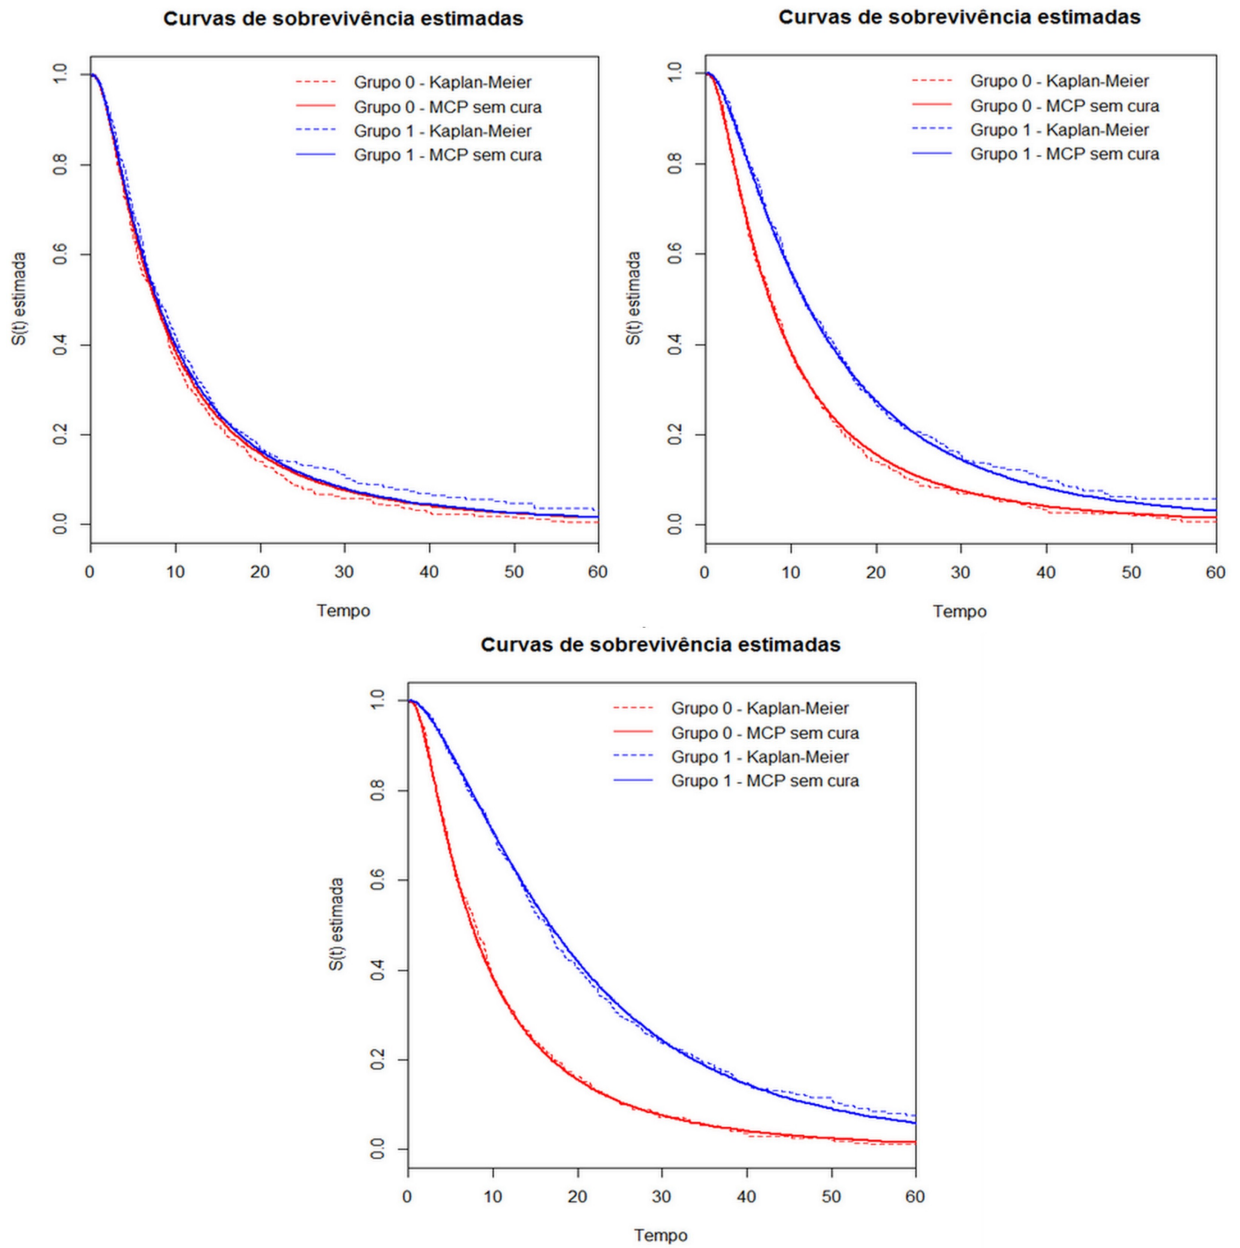 Curvas de sobrevivência estimadas
Grupo 0 - Kaplan-Meier
Grupo 0 - MCP sem cura
Grupo 1 - Kaplan-Meier
Grupo 1 - MCP sem cura
S(t) estimada
1.0
0.8
0.6
0.4
0.2
0.0
0 10 20 30 40 50 60
Tempo
Curvas de sobrevivência estimadas
Grupo 0 - Kaplan-Meier
Grupo 0 - MCP sem cura
Grupo 1 - Kaplan-Meier
Grupo 1 - MCP sem cura
S(t) estimada
1.0
0.8
0.6
0.4
0.2
0.0
0 10 20 30 40 50 60
Tempo
Curvas de sobrevivência estimadas
Grupo 0 - Kaplan-Meier
Grupo 0 - MCP sem cura
Grupo 1 - Kaplan-Meier
Grupo 1 - MCP sem cura
S(t) estimada
1.0
0.8
0.6
0.4
0.2
0.0
0 10 20 30 40 50 60
Tempo